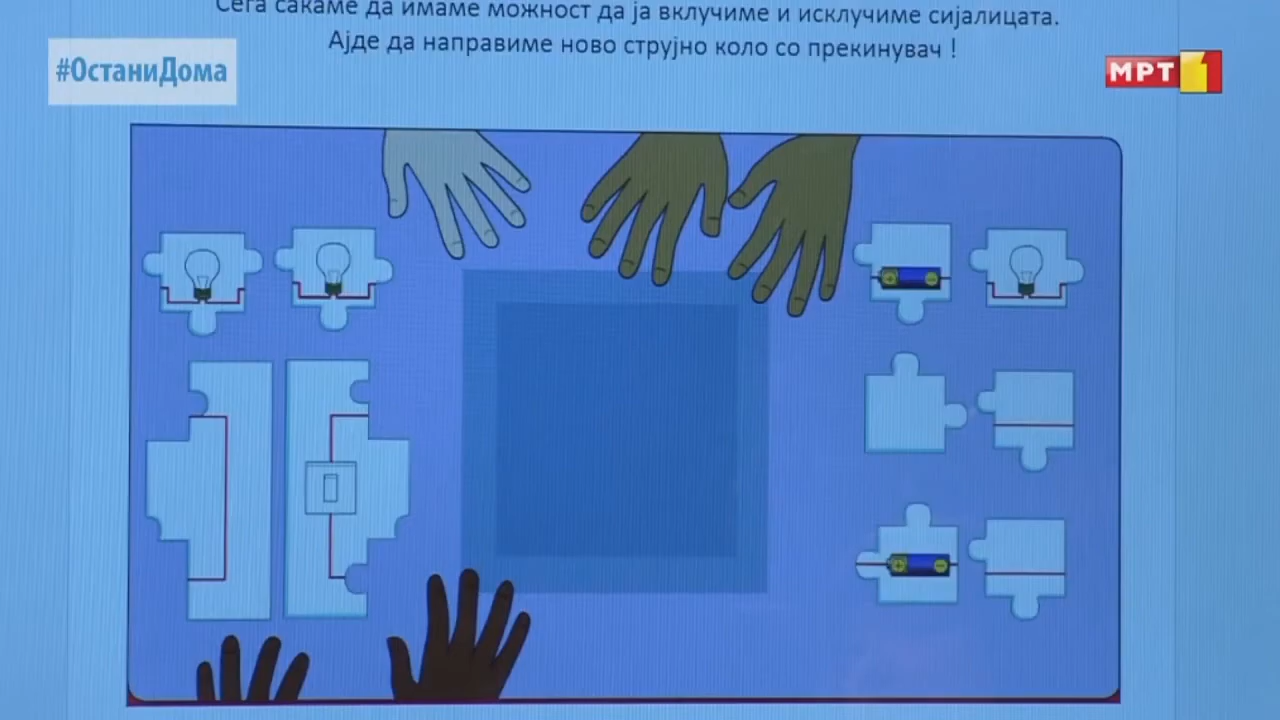 Сега сакаме да имаме можност да ја вклучиме и исклучиме сијалицата.
Ајде да направиме ново струјно коло со прекинувач !
#ОстаниДома
МРТ 1